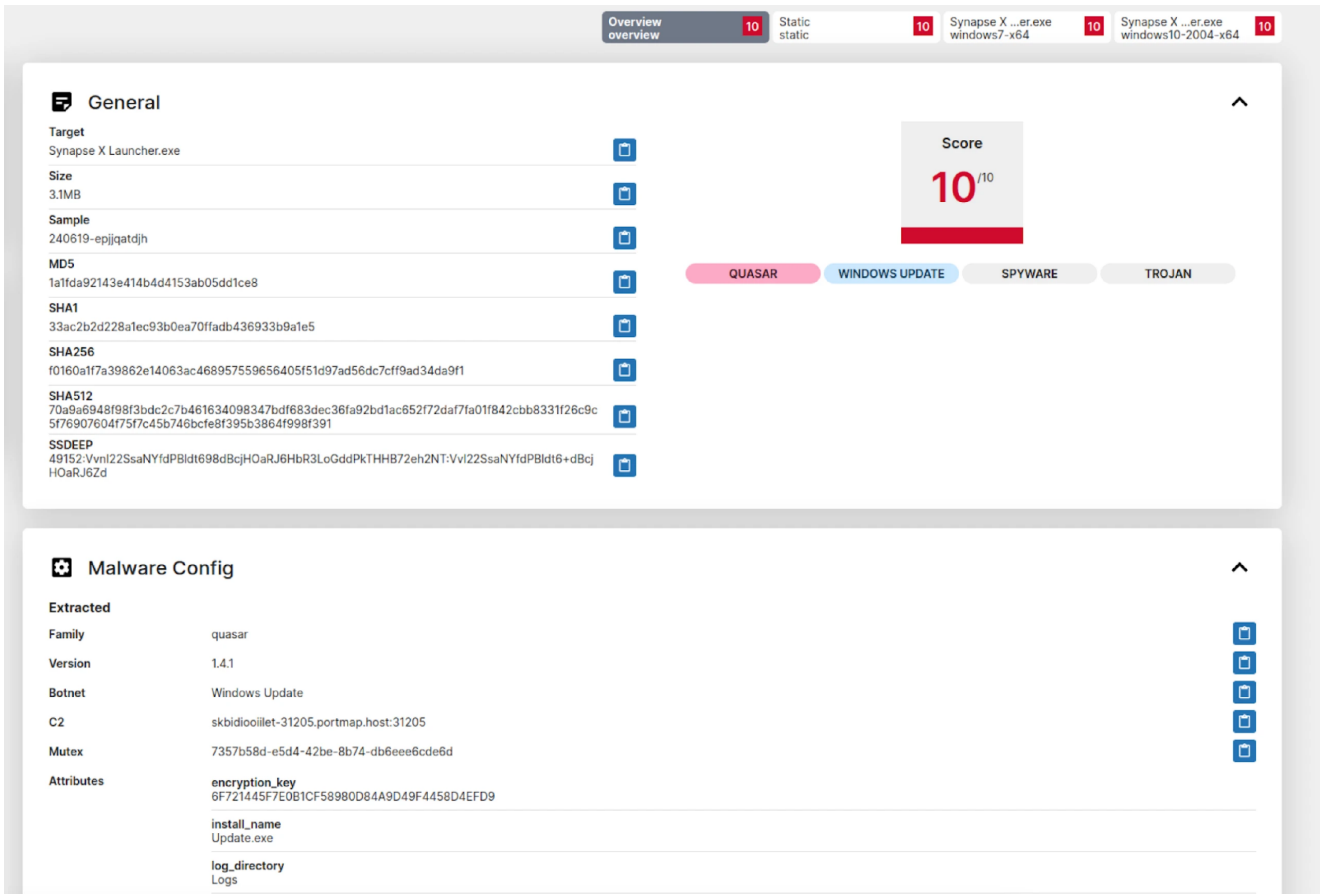 Overview
overview
10
Static
static
10
Synapse X ...er.exe
windows7-x64
10
Synapse X ...er.exe
windows10-2004-x64
10
General
Target
Synapse X Launcher.exe
Size
3.1MB
Sample
240619-epjjqatdjh
MD5
1a1fda92143e414b4d4153ab05dd1ce8
SHA1
33ac2b2d228a1ec93b0ea70ffadb436933b9a1e5
SHA256
f0160a1f7a39862e14063ac468957559656405f51d97ad56dc7cff9ad34da9f1
SHA512
70a9a6948f98f3bdc2c7b461634098347bdf683dec36fa92bd1ac652f72daf7fa01f842cbb8331f26c9c
5f76907604f75f7c45b746bcfe8f395b3864f998f391
SSDEEP
49152:VvnI22SsaNYfdPBldt698dBcjHOaRJ6HbR3LoGddPkTHHB72eh2NT:VvI22SsaNYfdPBldt6+dBcj
HOaRJ6Zd
Score
10/10
QUASAR
WINDOWS UPDATE
SPYWARE
TROJAN
Malware Config
Extracted
Family quasar
Version 1.4.1
Botnet Windows Update
C2 skbidiooiilet-31205.portmap.host:31205
Mutex 7357b58d-e5d4-42be-8b74-db6eee6cde6d
Attributes encryption_key
6F721445F7E0B1CF58980D84A9D49F4458D4EFD9
install_name
Update.exe
log_directory
Logs